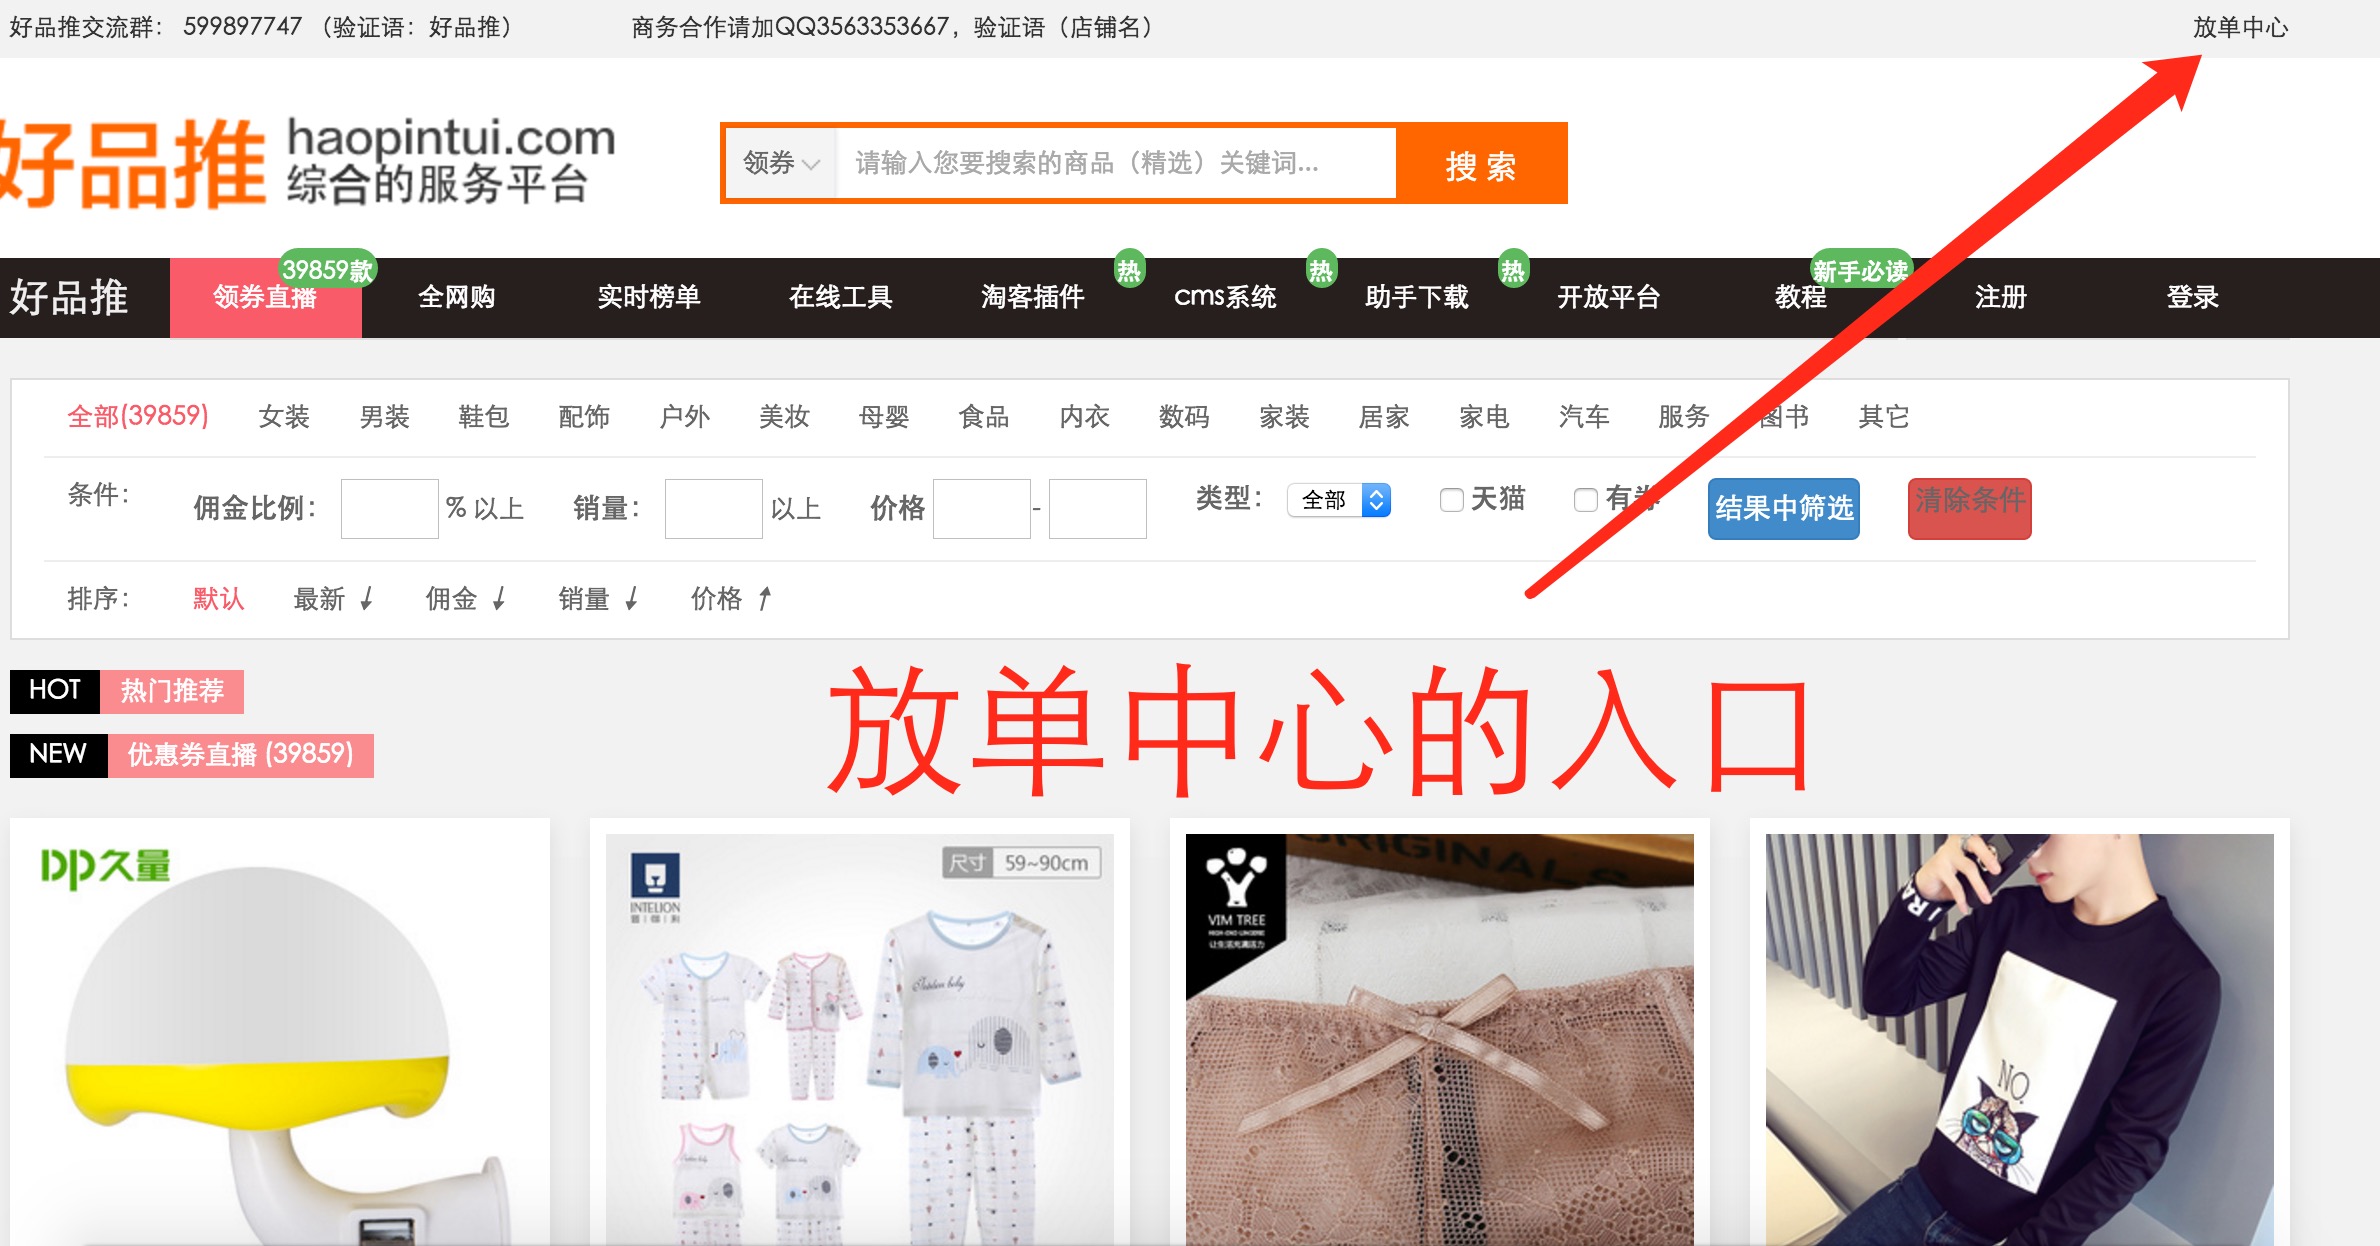 好品推交流群： 599897747 （验证语：好品推） 商务合作请加QQ3563353667，验证语（店铺名） 放单中心
好品推 haopintui.com
综合的服务平台
领券 请输入您要搜索的商品（精选）关键词... 搜 索
39859款 热 热 热 新手必读
好品推 领券直播 全网购 实时榜单 在线工具 淘客插件 cms系统 助手下载 开放平台 教程 注册 登录
全部(39859) 女装 男装 鞋包 配饰 户外 美妆 母婴 食品 内衣 数码 家装 居家 家电 汽车 服务 图书 其它
条件： 佣金比例： % 以上 销量： 以上 价格 - 类型： 全部 天猫 有券 结果中筛选 清除条件
排序： 默认 最新 ↓ 佣金 ↓ 销量 ↓ 价格 ↑
放单中心的入口
HOT 热门推荐
NEW 优惠券直播 (39859)
DP久量
INTELION
尺寸 59~90cm
ORIGINALS
VIM TREE
HIGH-END LINGERIE
让生活充满活力
NO.